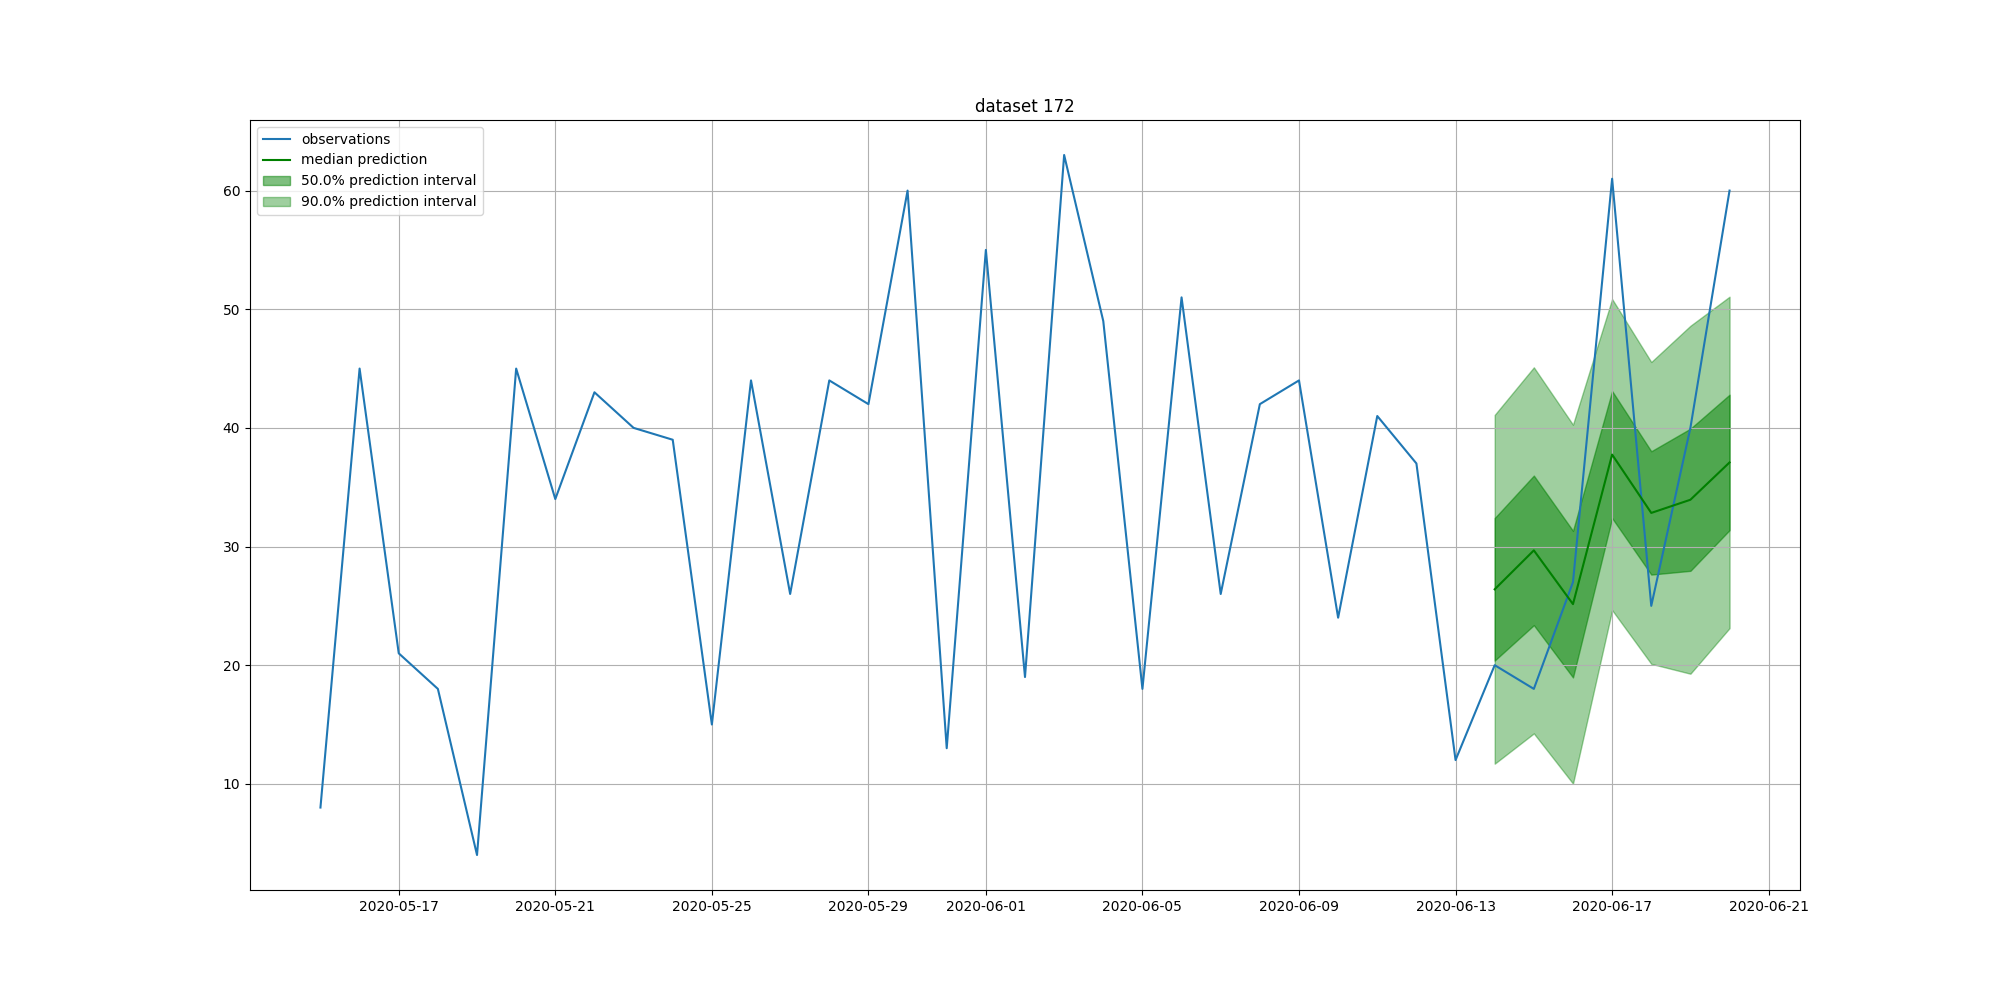 dataset 172
observations
median prediction
50.0% prediction interval
90.0% prediction interval
60
50
40
30
20
10
2020-05-17 2020-05-21 2020-05-25 2020-05-29 2020-06-01 2020-06-05 2020-06-09 2020-06-13 2020-06-17 2020-06-21